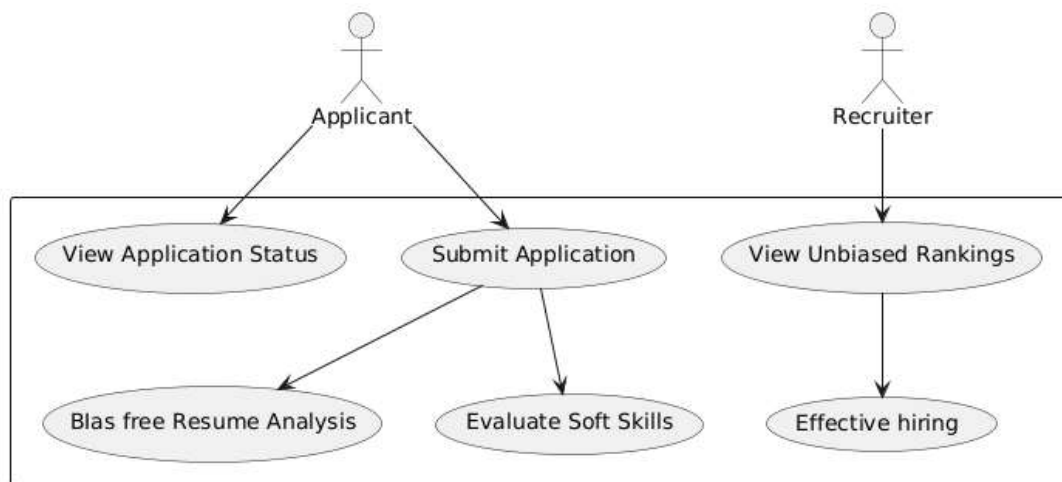 Applicant
Recruiter
View Application Status
Submit Application
View Unbiased Rankings
Blas free Resume Analysis
Evaluate Soft Skills
Effective hiring